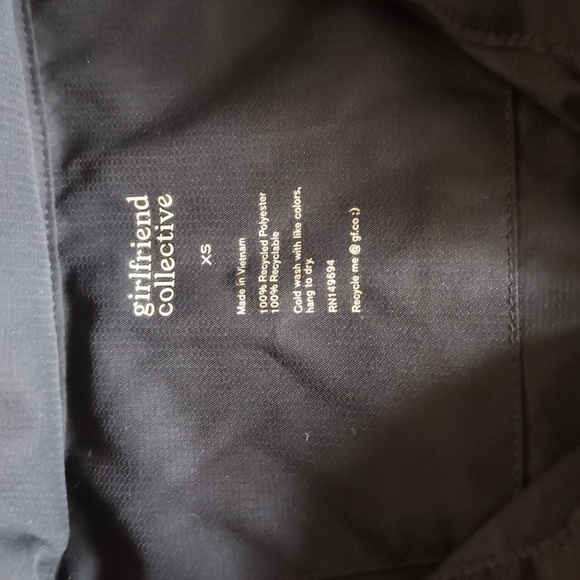 girlfriend
collective
XS
Made in Vietnam
100% Recycled Polyester
100% Recyclable
Cold wash with like colors,
hang to dry.
RN149694
Recycle me @ gf.co ;)